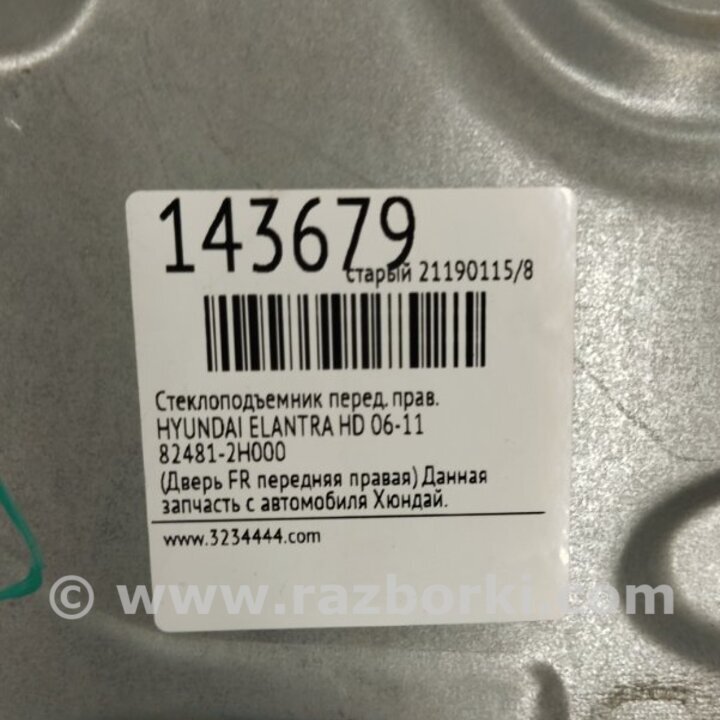 143679
старый 21190115/8
Стеклоподъемник перед. прав.
HYUNDAI ELANTRA HD 06-11
82481-2H000
(Дверь FR передняя правая) Данная
запчасть с автомобиля Хюндай.
www.3234444.com
© www.razborki.com